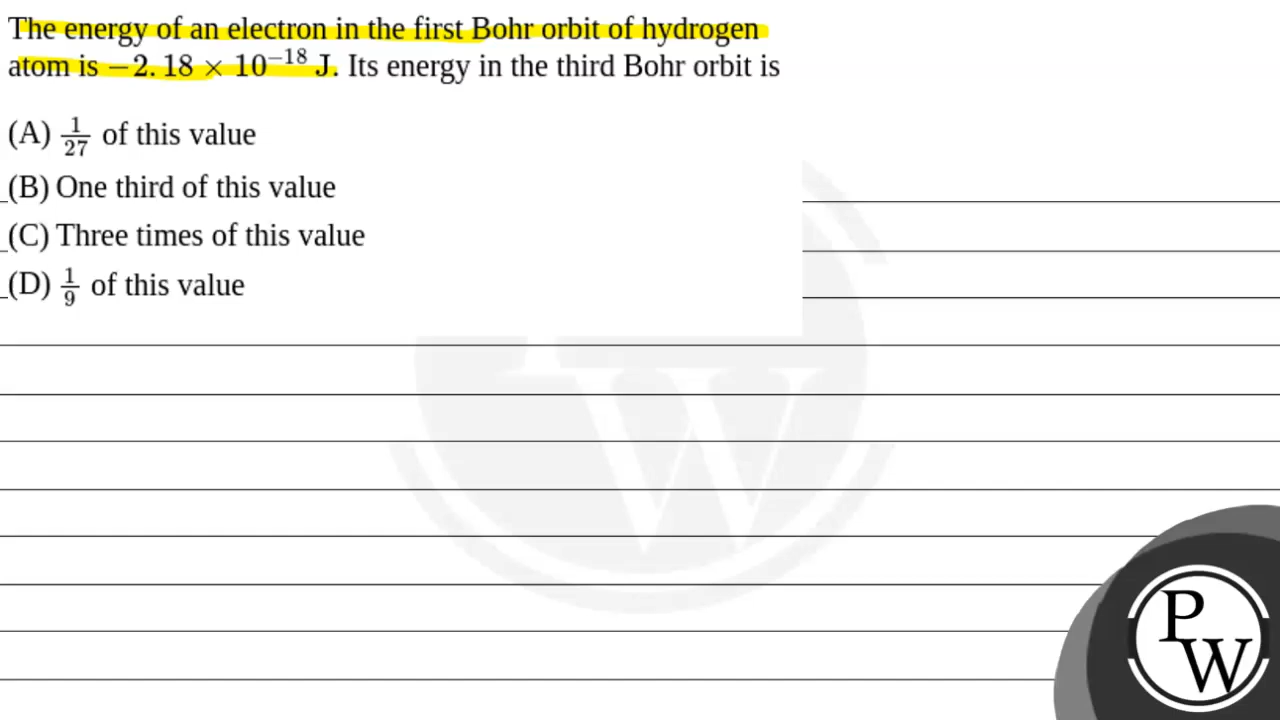 The energy of an electron in the first Bohr orbit of hydrogen
atom is −2.18 × 10⁻¹⁸ J. Its energy in the third Bohr orbit is
(A) 1/27 of this value
(B) One third of this value
(C) Three times of this value
(D) 1/9 of this value
P
W
W